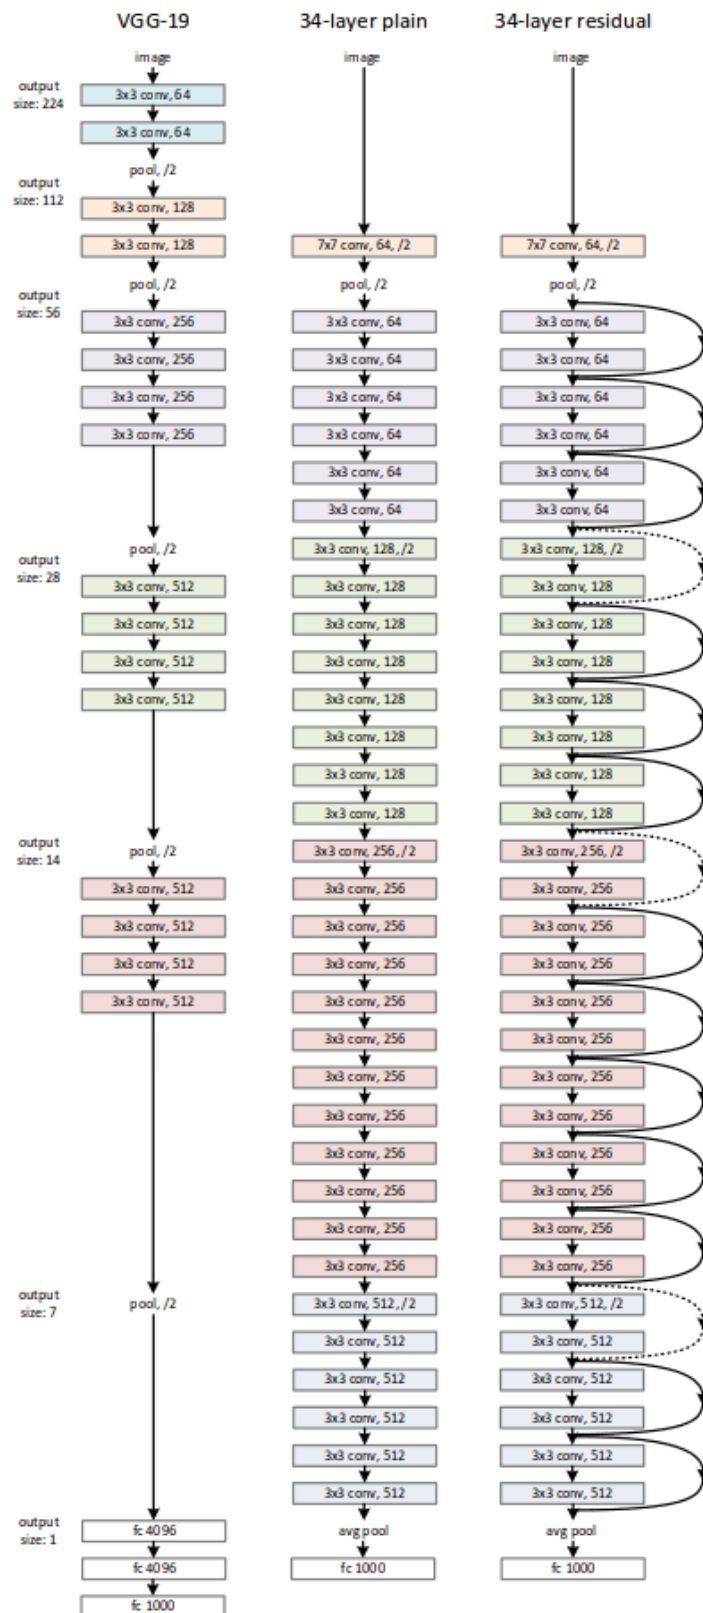 VGG-19
34-layer plain
34-layer residual
output
size: 224
image
3x3 conv, 64
3x3 conv, 64
pool, /2
output
size: 112
3x3 conv, 128
3x3 conv, 128
pool, /2
output
size: 56
3x3 conv, 256
3x3 conv, 256
3x3 conv, 256
3x3 conv, 256
pool, /2
output
size: 28
3x3 conv, 512
3x3 conv, 512
3x3 conv, 512
3x3 conv, 512
pool, /2
output
size: 14
3x3 conv, 512
3x3 conv, 512
3x3 conv, 512
3x3 conv, 512
pool, /2
output
size: 7
output
size: 1
fc 4096
fc 4096
fc 1000
image
7x7 conv, 64, /2
pool, /2
3x3 conv, 64
3x3 conv, 64
3x3 conv, 64
3x3 conv, 64
3x3 conv, 64
3x3 conv, 64
3x3 conv, 128, /2
3x3 conv, 128
3x3 conv, 128
3x3 conv, 128
3x3 conv, 128
3x3 conv, 128
3x3 conv, 128
3x3 conv, 128
3x3 conv, 256, /2
3x3 conv, 256
3x3 conv, 256
3x3 conv, 256
3x3 conv, 256
3x3 conv, 256
3x3 conv, 256
3x3 conv, 256
3x3 conv, 256
3x3 conv, 256
3x3 conv, 256
3x3 conv, 256
3x3 conv, 512, /2
3x3 conv, 512
3x3 conv, 512
3x3 conv, 512
3x3 conv, 512
3x3 conv, 512
avg pool
fc 1000
image
7x7 conv, 64, /2
pool, /2
3x3 conv, 64
3x3 conv, 64
3x3 conv, 64
3x3 conv, 64
3x3 conv, 64
3x3 conv, 64
3x3 conv, 128, /2
3x3 conv, 128
3x3 conv, 128
3x3 conv, 128
3x3 conv, 128
3x3 conv, 128
3x3 conv, 128
3x3 conv, 128
3x3 conv, 256, /2
3x3 conv, 256
3x3 conv, 256
3x3 conv, 256
3x3 conv, 256
3x3 conv, 256
3x3 conv, 256
3x3 conv, 256
3x3 conv, 256
3x3 conv, 256
3x3 conv, 256
3x3 conv, 256
3x3 conv, 512, /2
3x3 conv, 512
3x3 conv, 512
3x3 conv, 512
3x3 conv, 512
3x3 conv, 512
avg pool
fc 1000